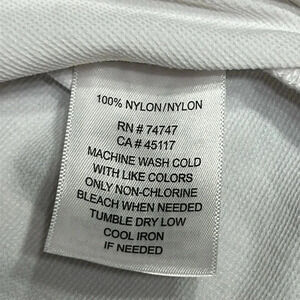 100% NYLON/NYLON
RN # 74747
CA # 45117
MACHINE WASH COLD
WITH LIKE COLORS
ONLY NON-CHLORINE
BLEACH WHEN NEEDED
TUMBLE DRY LOW
COOL IRON
IF NEEDED